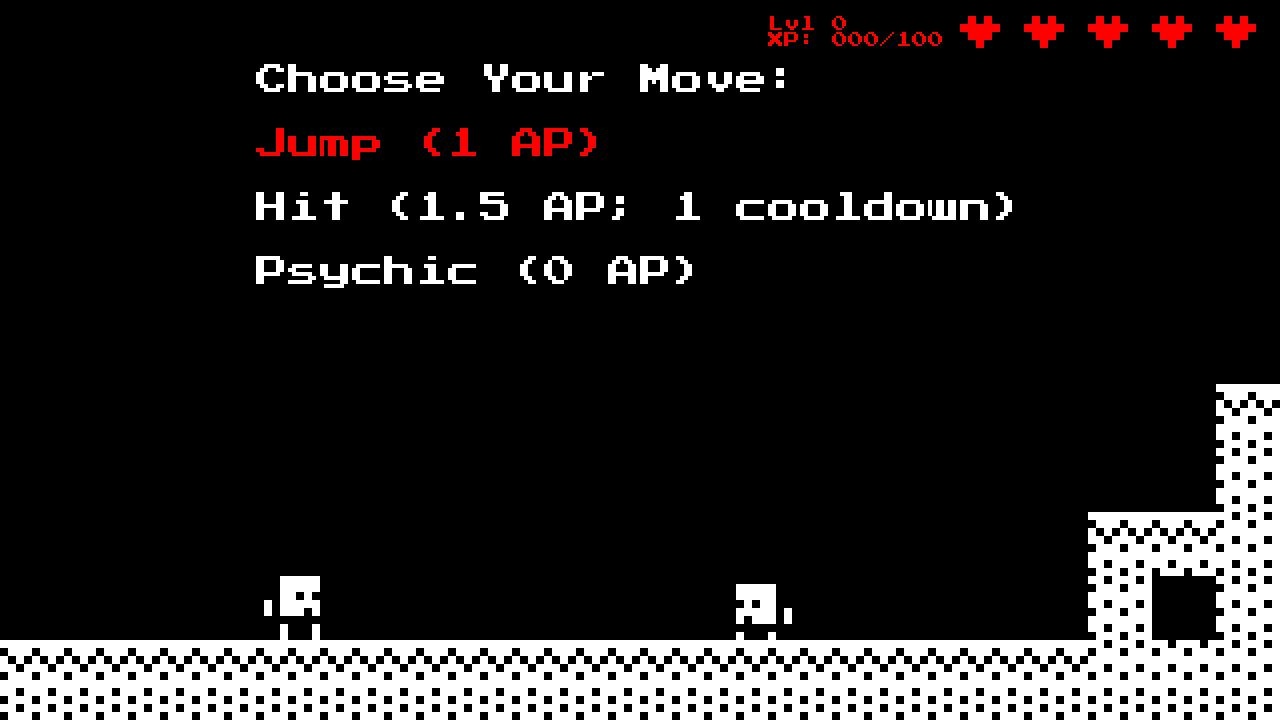 Lvl 0
XP: 000/100
Choose Your Move:
Jump (1 AP)
Hit (1.5 AP; 1 cooldown)
Psychic (0 AP)